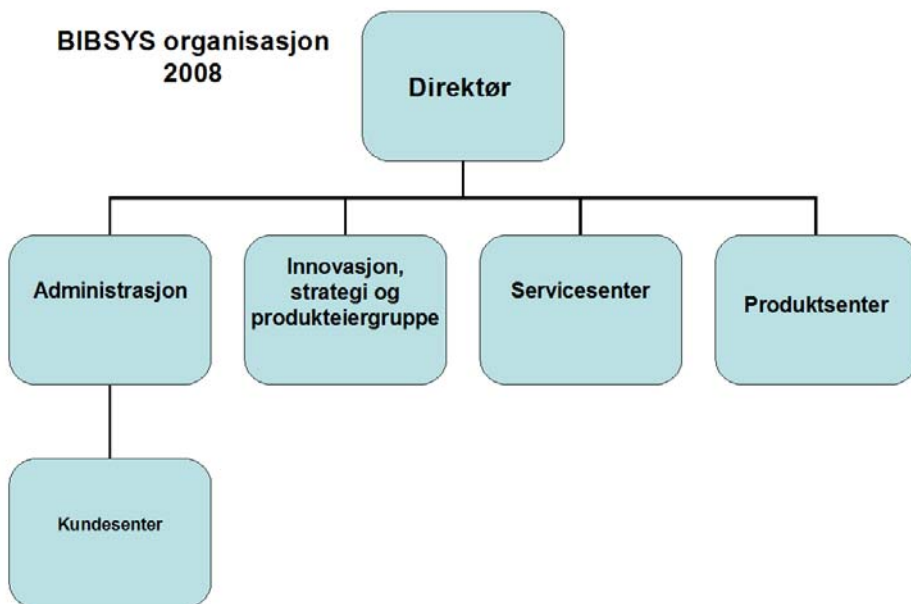 BIBSYS organisasjon
2008
Direktør
Administrasjon
Innovasjon,
strategi og
produkteiergruppe
Servicesenter
Produktsenter
Kundesenter